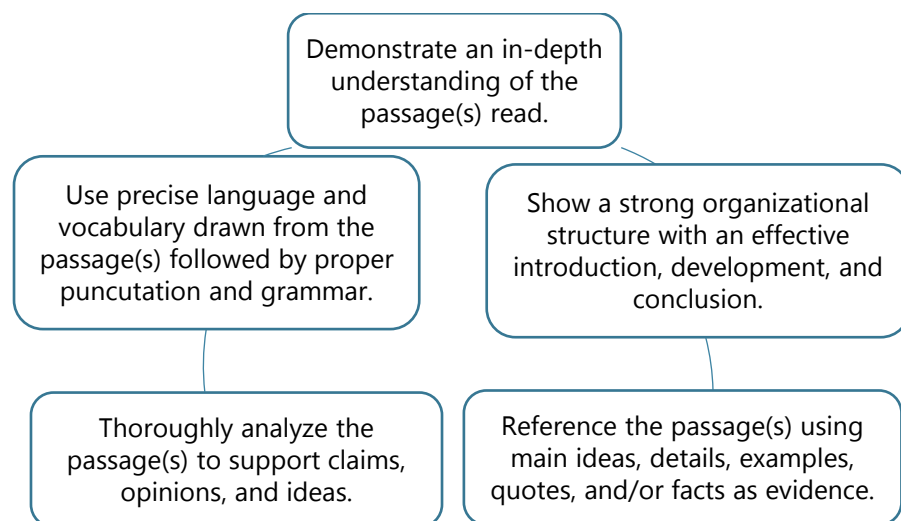 Demonstrate an in-depth
understanding of the
passage(s) read.
Use precise language and
vocabulary drawn from the
passage(s) followed by proper
puncutation and grammar.
Show a strong organizational
structure with an effective
introduction, development, and
conclusion.
Thoroughly analyze the
passage(s) to support claims,
opinions, and ideas.
Reference the passage(s) using
main ideas, details, examples,
quotes, and/or facts as evidence.